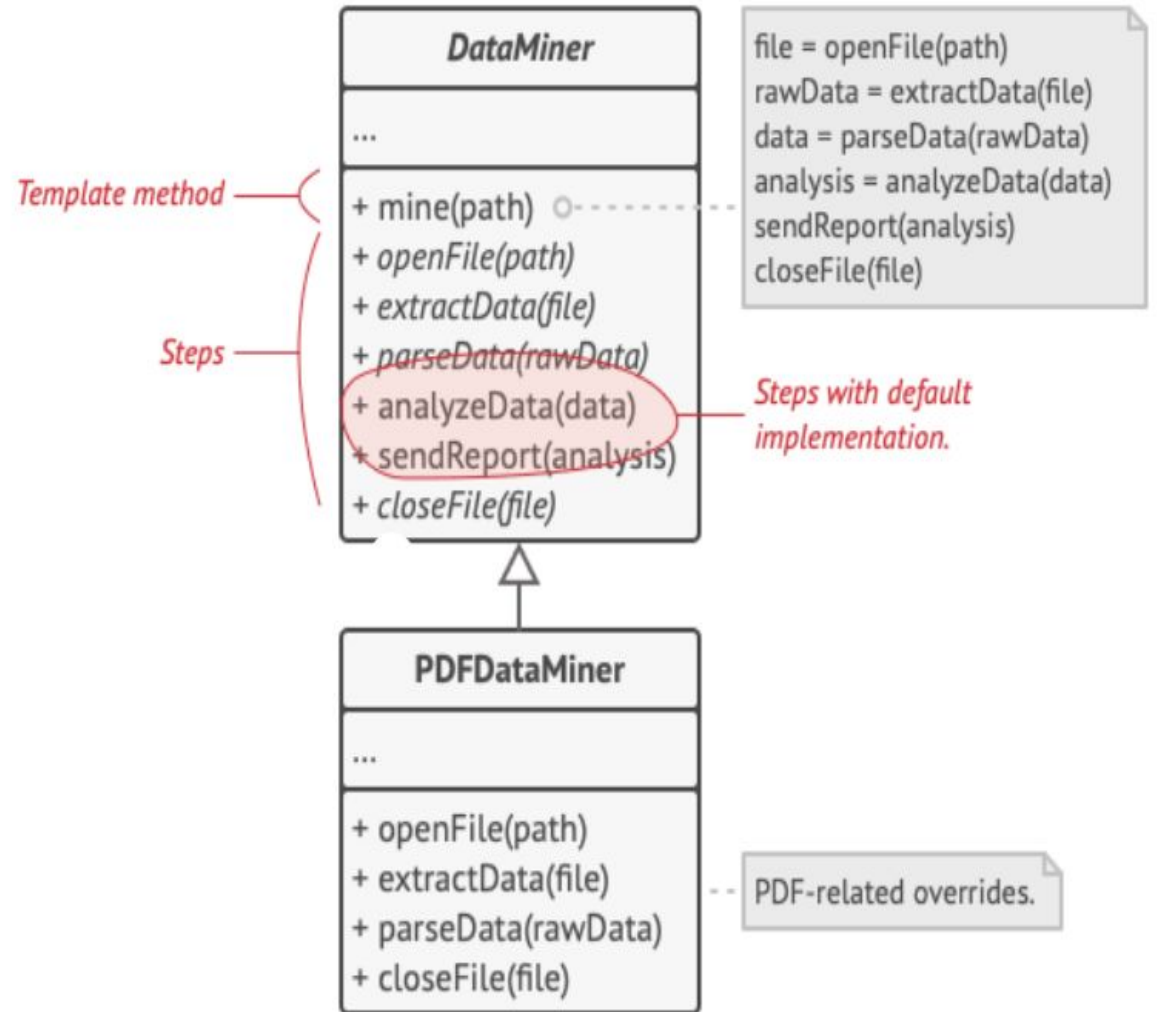 DataMiner
...
+ mine(path)
+ openFile(path)
+ extractData(file)
+ parseData(rawData)
+ analyzeData(data)
+ sendReport(analysis)
+ closeFile(file)
file = openFile(path)
rawData = extractData(file)
data = parseData(rawData)
analysis = analyzeData(data)
sendReport(analysis)
closeFile(file)
Template method
Steps
Steps with default
implementation.
PDFDataMiner
...
+ openFile(path)
+ extractData(file)
+ parseData(rawData)
+ closeFile(file)
PDF-related overrides.